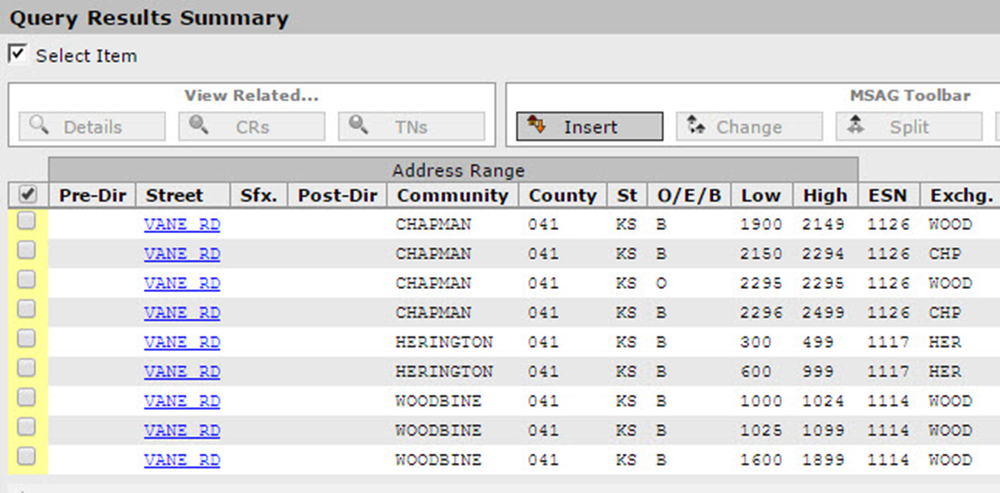 Query Results Summary
Select Item
View Related... MSAG Toolbar
Details CRs TNs Insert Change Split
Address Range
Pre-Dir Street Sfx. Post-Dir Community County St O/E/B Low High ESN Exchg.
VANE RD CHAPMAN 041 KS B 1900 2149 1126 WOOD
VANE RD CHAPMAN 041 KS B 2150 2294 1126 CHP
VANE RD CHAPMAN 041 KS O 2295 2295 1126 WOOD
VANE RD CHAPMAN 041 KS B 2296 2499 1126 CHP
VANE RD HERINGTON 041 KS B 300 499 1117 HER
VANE RD HERINGTON 041 KS B 600 999 1117 HER
VANE RD WOODBINE 041 KS B 1000 1024 1114 WOOD
VANE RD WOODBINE 041 KS B 1025 1099 1114 WOOD
VANE RD WOODBINE 041 KS B 1600 1899 1114 WOOD